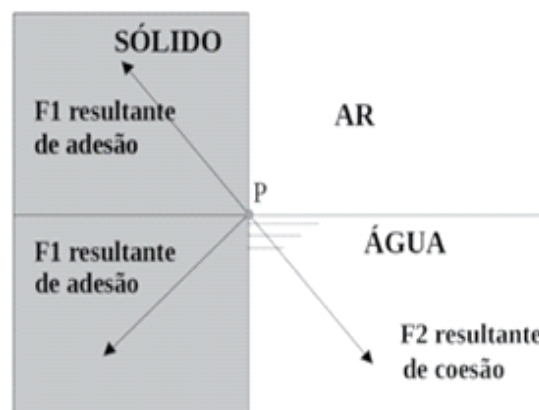 SÓLIDO
F1 resultante
de adesão
AR
P
F1 resultante
de adesão
ÁGUA
F2 resultante
de coesão